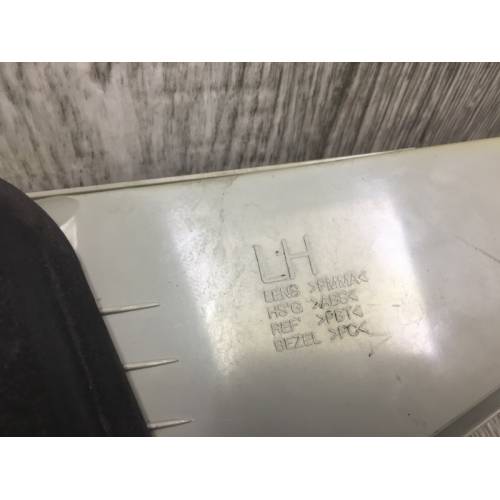 LH
LENS >PMMA<
HS'G >ABS<
REF' >PBT<
BEZEL >PC<